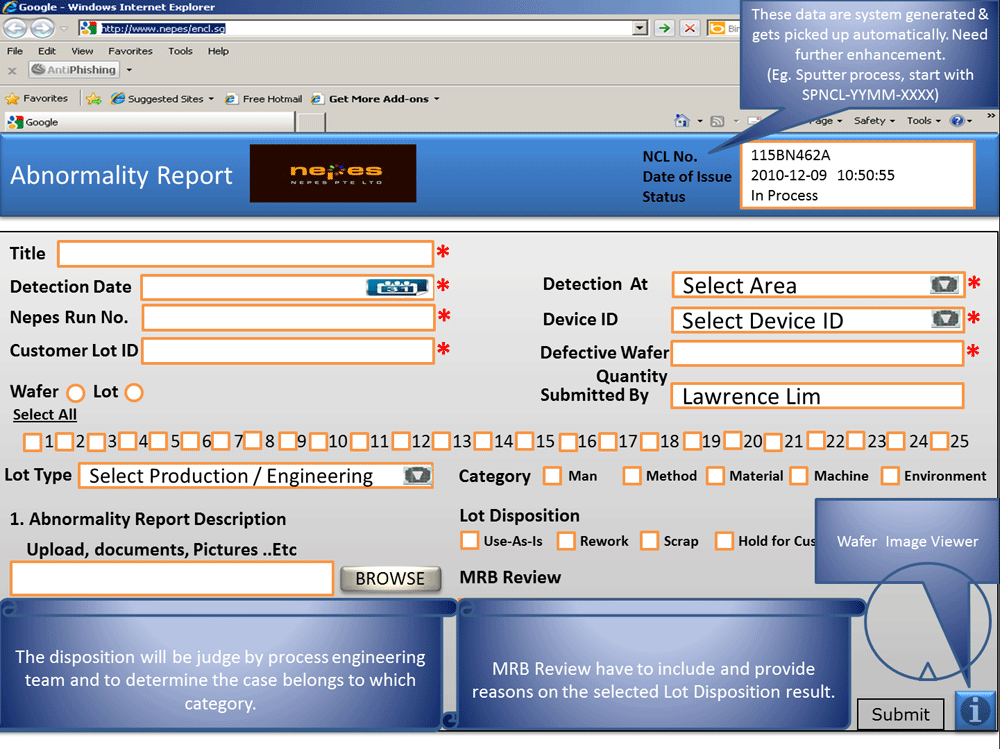 Google - Windows Internet Explorer
http://www.nepes/encl.sg
File Edit View Favorites Tools Help
AntiPhishing
Favorites Suggested Sites Free Hotmail Get More Add-ons
Google
Safety Tools
These data are system generated &
gets picked up automatically. Need
further enhancement.
(Eg. Sputter process, start with
SPNCL-YYMM-XXXX)
Abnormality Report
nepes
NEPES PTE LTD
NCL No. 115BN462A
Date of Issue 2010-12-09 10:50:55
Status In Process
Title *
Detection Date 31 *
Detection At Select Area *
Nepes Run No. *
Device ID Select Device ID *
Customer Lot ID *
Defective Wafer *
Quantity
Wafer Lot
Submitted By Lawrence Lim
Select All
1 2 3 4 5 6 7 8 9 10 11 12 13 14 15 16 17 18 19 20 21 22 23 24 25
Lot Type Select Production / Engineering
Category Man Method Material Machine Environment
1. Abnormality Report Description
Lot Disposition
Upload, documents, Pictures ..Etc
Use-As-Is Rework Scrap Hold for Cus
Wafer Image Viewer
BROWSE
MRB Review
The disposition will be judge by process engineering
team and to determine the case belongs to which
category.
MRB Review have to include and provide
reasons on the selected Lot Disposition result.
Submit
i